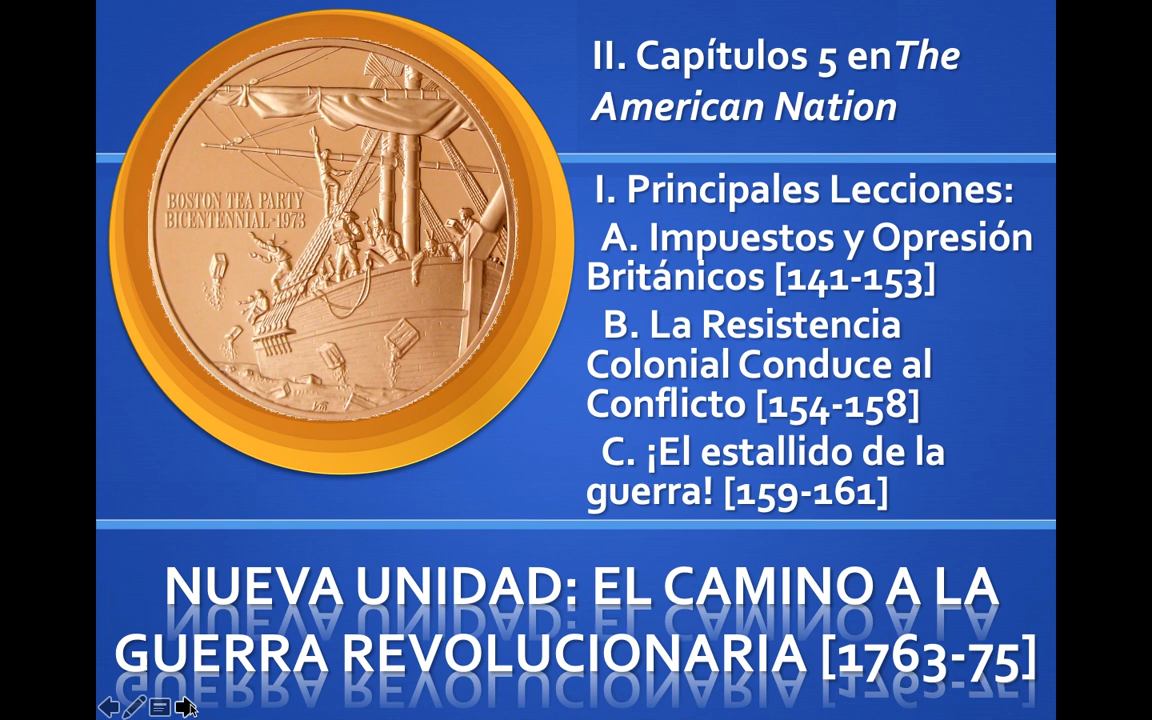 BOSTON TEA PARTY
BICENTENNIAL-1973
II. Capítulos 5 enThe
American Nation
I. Principales Lecciones:
A. Impuestos y Opresión
Británicos [141-153]
B. La Resistencia
Colonial Conduce al
Conflicto [154-158]
C. ¡El estallido de la
guerra! [159-161]
NUEVA UNIDAD: EL CAMINO A LA
GUERRA REVOLUCIONARIA [1763-75]